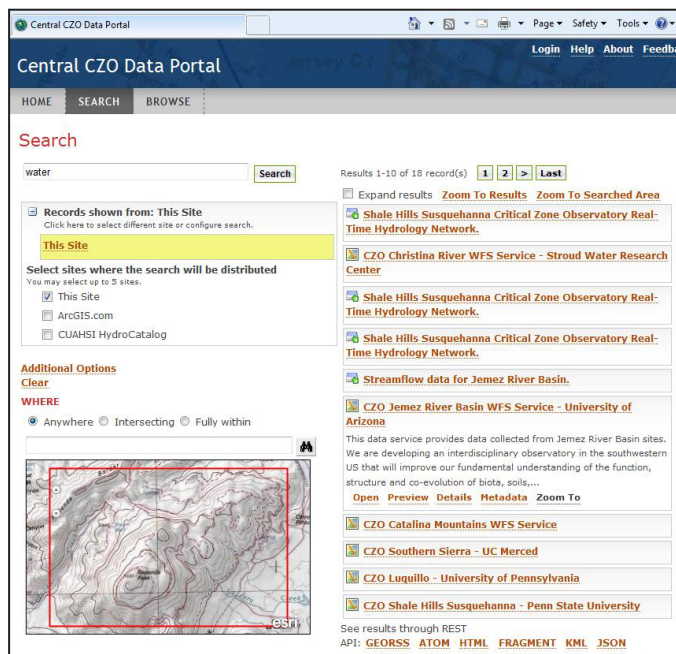 Central CZO Data Portal
Page Safety Tools
Login Help About Feedba
Central CZO Data Portal
HOME SEARCH BROWSE
Search
water Search
Records shown from: This Site
Click here to select different site or configure search.
This Site
Select sites where the search will be distributed
You may select up to 5 sites.
This Site
ArcGIS.com
CUAHSI HydroCatalog
Additional Options
Clear
WHERE
Anywhere Intersecting Fully within
esri
Results 1-10 of 18 record(s) 1 2 > Last
Expand results Zoom To Results Zoom To Searched Area
Shale Hills Susquehanna Critical Zone Observatory Real-
Time Hydrology Network.
CZO Christina River WFS Service - Stroud Water Research
Center
Shale Hills Susquehanna Critical Zone Observatory Real-
Time Hydrology Network.
Shale Hills Susquehanna Critical Zone Observatory Real-
Time Hydrology Network.
Streamflow data for Jemez River Basin.
CZO Jemez River Basin WFS Service - University of
Arizona
This data service provides data collected from Jemez River Basin sites.
We are developing an interdisciplinary observatory in the southwestern
US that will improve our fundamental understanding of the function,
structure and co-evolution of biota, soils,...
Open Preview Details Metadata Zoom To
CZO Catalina Mountains WFS Service
CZO Southern Sierra - UC Merced
CZO Luquillo - University of Pennsylvania
CZO Shale Hills Susquehanna - Penn State University
See results through REST
API: GEORSS ATOM HTML FRAGMENT KML JSON